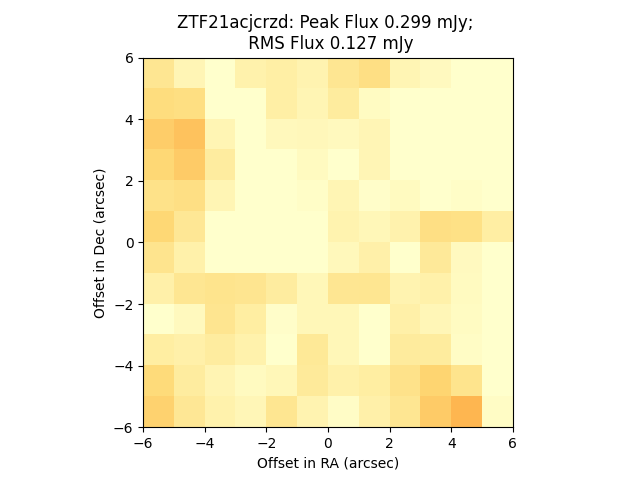 ZTF21acjcrzd: Peak Flux 0.299 mJy;
RMS Flux 0.127 mJy
6
4
2
0
−2
−4
−6
Offset in Dec (arcsec)
−6 −4 −2 0 2 4 6
Offset in RA (arcsec)